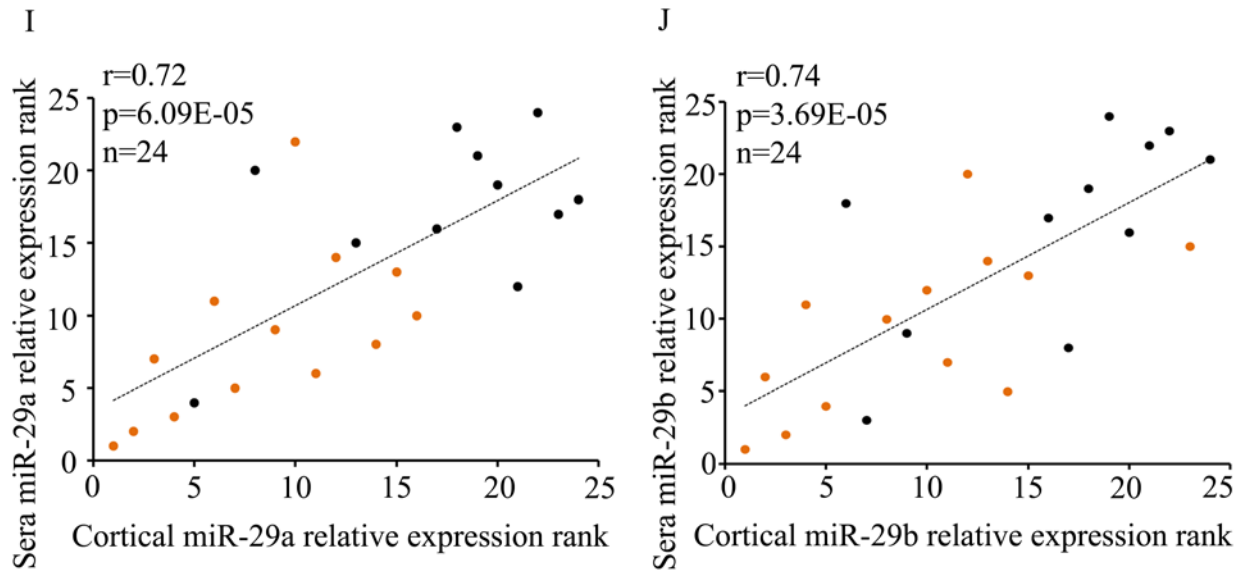 I
r=0.72
p=6.09E-05
n=24
Sera miR-29a relative expression rank
25
20
15
10
5
0
0 5 10 15 20 25
Cortical miR-29a relative expression rank
J
r=0.74
p=3.69E-05
n=24
Sera miR-29b relative expression rank
25
20
15
10
5
0
0 5 10 15 20 25
Cortical miR-29b relative expression rank